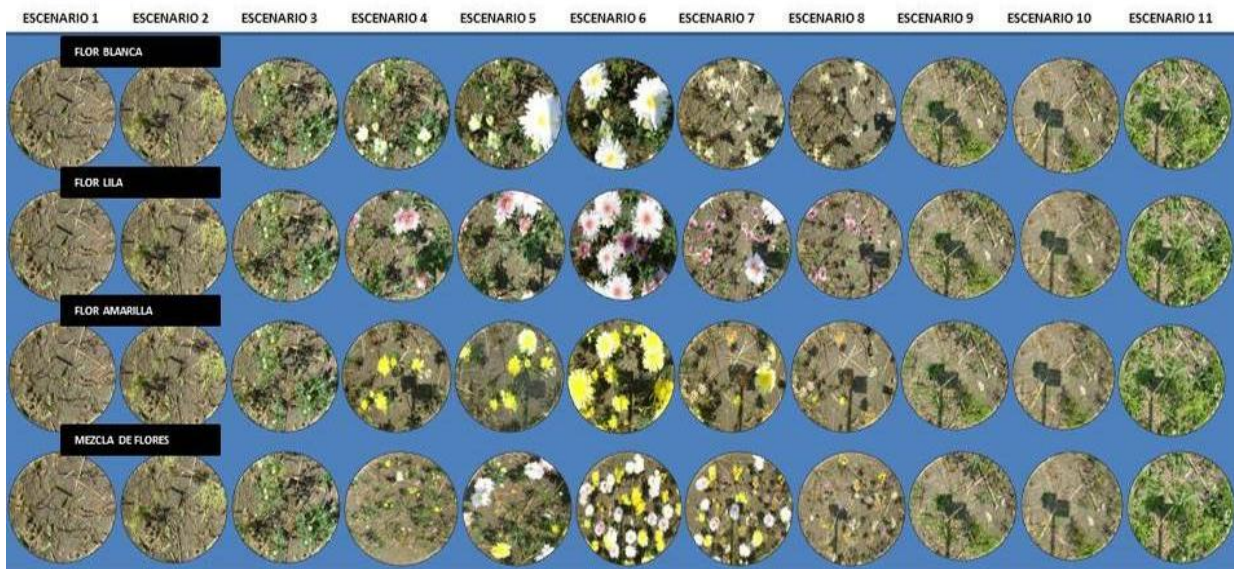 ESCENARIO 1 ESCENARIO 2 ESCENARIO 3 ESCENARIO 4 ESCENARIO 5 ESCENARIO 6 ESCENARIO 7 ESCENARIO 8 ESCENARIO 9 ESCENARIO 10 ESCENARIO 11
FLOR BLANCA
FLOR LILA
FLOR AMARILLA
MEZCLA DE FLORES